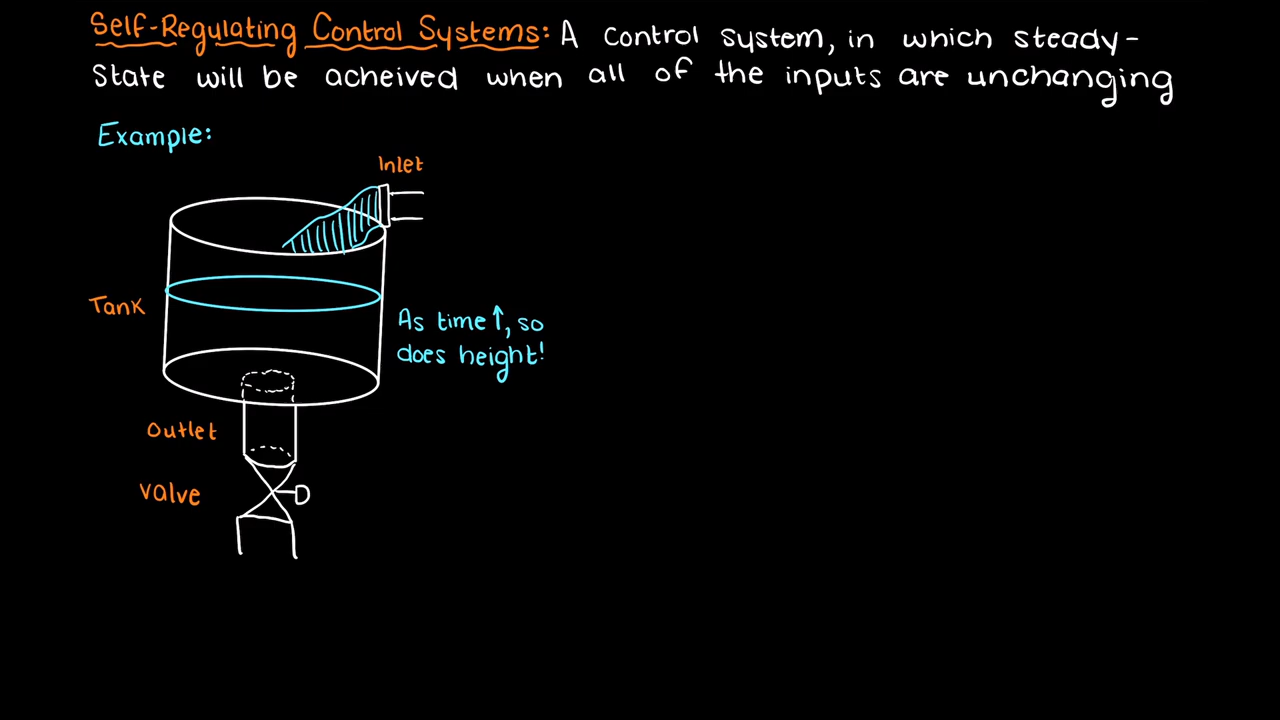 Self-Regulating Control Systems: A control system, in which steady-
State will be acheived when all of the inputs are unchanging
Example:
Inlet
Tank
As time↑, so
does height!
Outlet
Valve